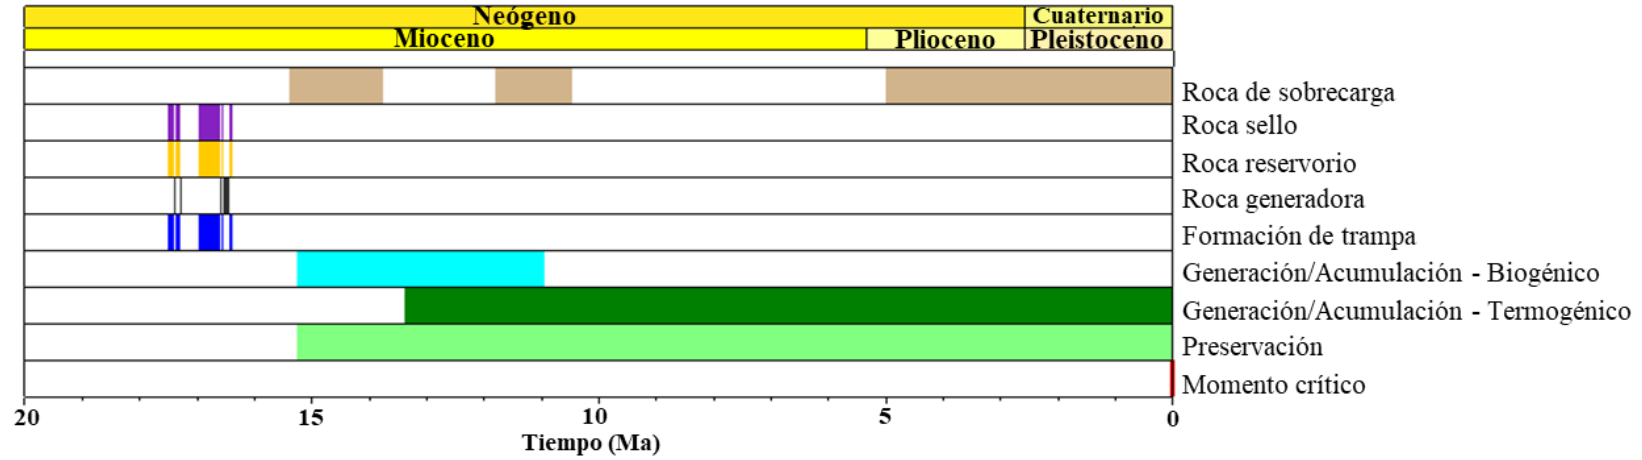 Neógeno
Cuaternario
Mioceno
Plioceno
Pleistoceno
Roca de sobrecarga
Roca sello
Roca reservorio
Roca generadora
Formación de trampa
Generación/Acumulación - Biogénico
Generación/Acumulación - Termogénico
Preservación
Momento crítico
20
15
10
5
0
Tiempo (Ma)